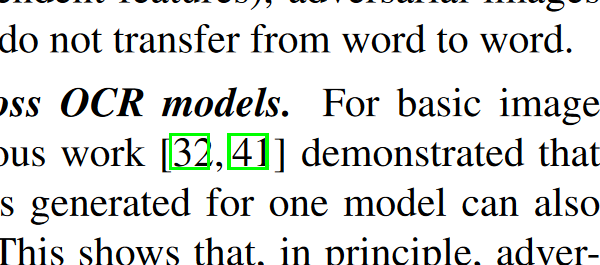 do not transfer from word to word.
oss OCR models. For basic image
ous work [32, 41] demonstrated that
s generated for one model can also
This shows that, in principle, adver-